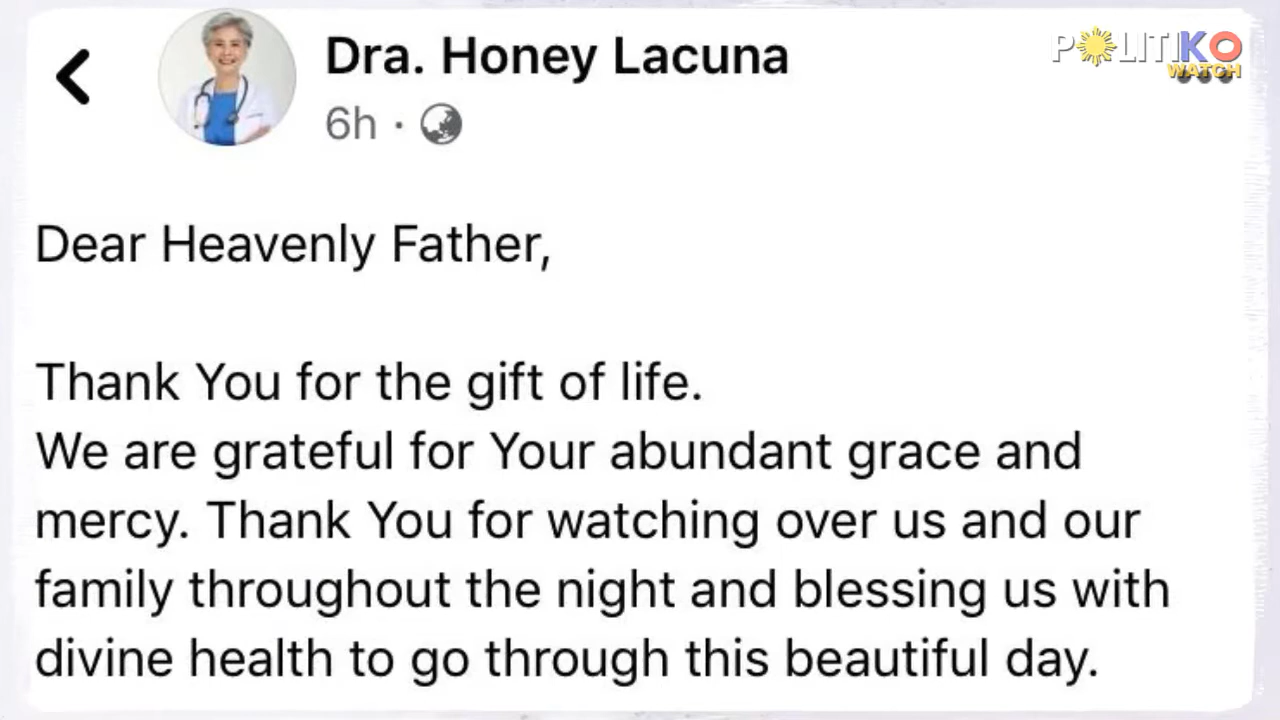 Dra. Honey Lacuna
POLITIKO
WATCH
6h ·
Dear Heavenly Father,
Thank You for the gift of life.
We are grateful for Your abundant grace and
mercy. Thank You for watching over us and our
family throughout the night and blessing us with
divine health to go through this beautiful day.